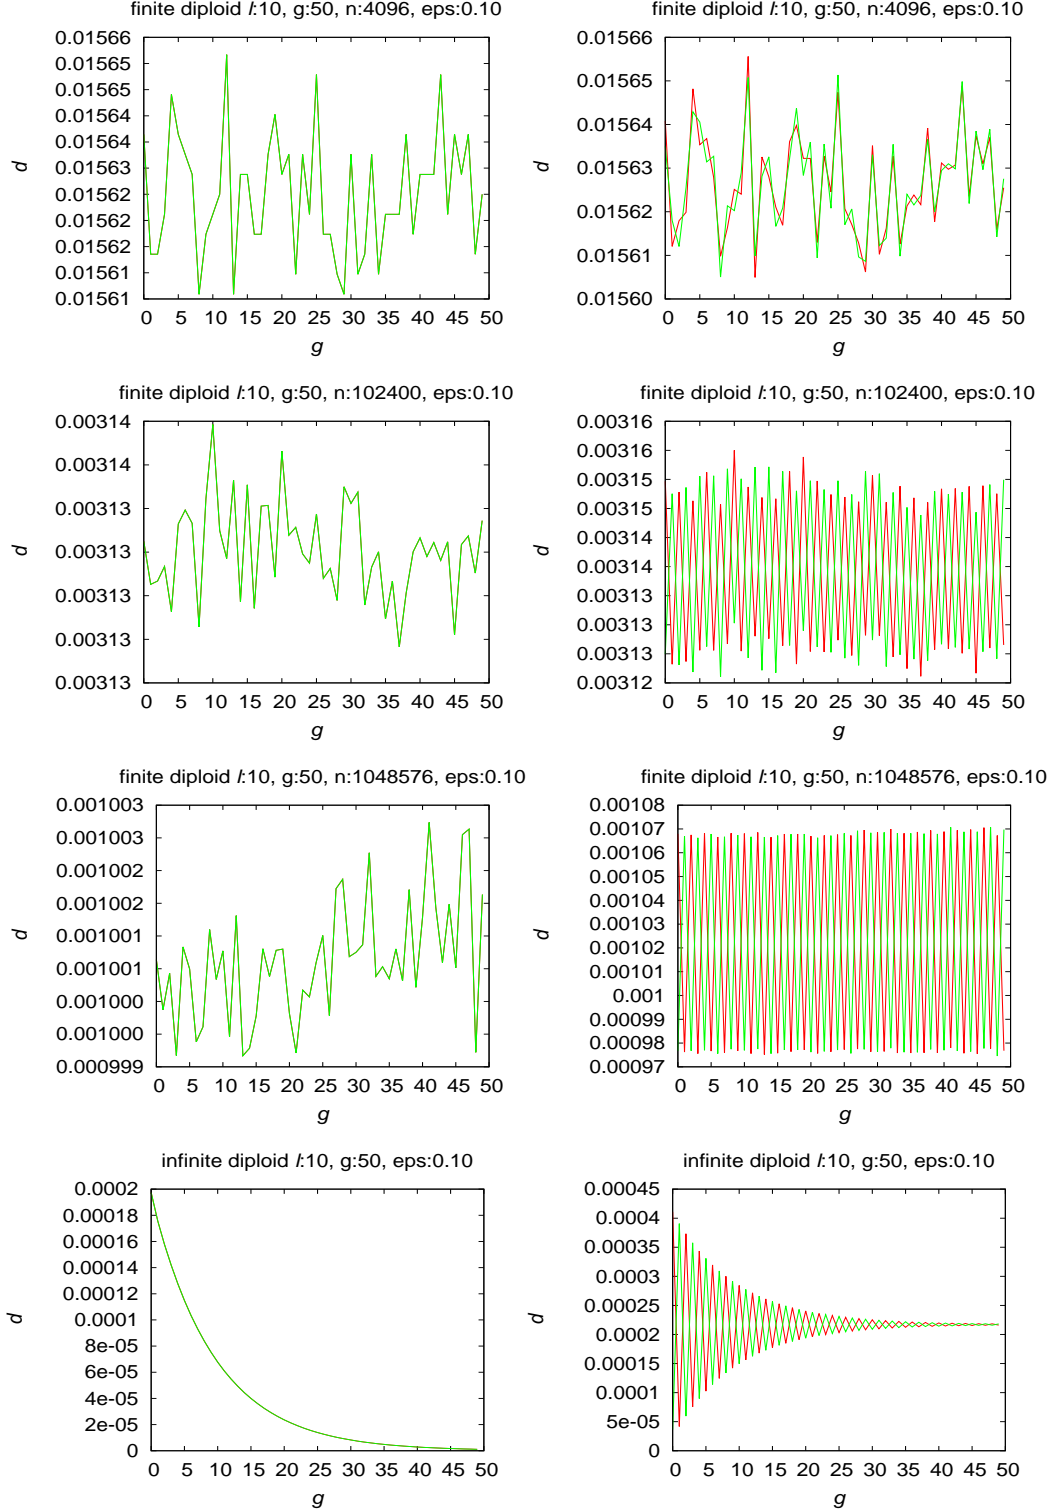 finite diploid l:10, g:50, n:4096, eps:0.10
0.01566
0.01565
0.01565
0.01564
0.01564
0.01563
0.01563
0.01562
0.01562
0.01561
0.01561
d
0 5 10 15 20 25 30 35 40 45 50
g
finite diploid l:10, g:50, n:4096, eps:0.10
0.01566
0.01565
0.01564
0.01563
0.01562
0.01561
0.01560
d
0 5 10 15 20 25 30 35 40 45 50
g
finite diploid l:10, g:50, n:102400, eps:0.10
0.00314
0.00314
0.00313
0.00313
0.00313
0.00313
0.00313
d
0 5 10 15 20 25 30 35 40 45 50
g
finite diploid l:10, g:50, n:102400, eps:0.10
0.00316
0.00315
0.00315
0.00314
0.00314
0.00313
0.00313
0.00313
0.00312
d
0 5 10 15 20 25 30 35 40 45 50
g
finite diploid l:10, g:50, n:1048576, eps:0.10
0.001003
0.001003
0.001002
0.001002
0.001001
0.001001
0.001000
0.001000
0.000999
d
0 5 10 15 20 25 30 35 40 45 50
g
finite diploid l:10, g:50, n:1048576, eps:0.10
0.00108
0.00107
0.00106
0.00105
0.00103
0.00102
0.00101
0.001
0.00099
0.00098
0.00097
d
0 5 10 15 20 25 30 35 40 45 50
g
infinite diploid l:10, g:50, eps:0.10
0.0002
0.00018
0.00016
0.00014
0.00012
0.0001
8e-05
6e-05
4e-05
2e-05
0
d
0 5 10 15 20 25 30 35 40 45 50
g
infinite diploid l:10, g:50, eps:0.10
0.00045
0.0004
0.00035
0.0003
0.00025
0.0002
0.00015
0.0001
5e-05
0
d
0 5 10 15 20 25 30 35 40 45 50
g